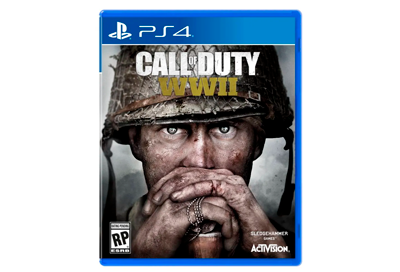 PS4
CALL OF DUTY
WWII
RP
ESRB
SLEDGEHAMMER
GAMES
ACTIVISION